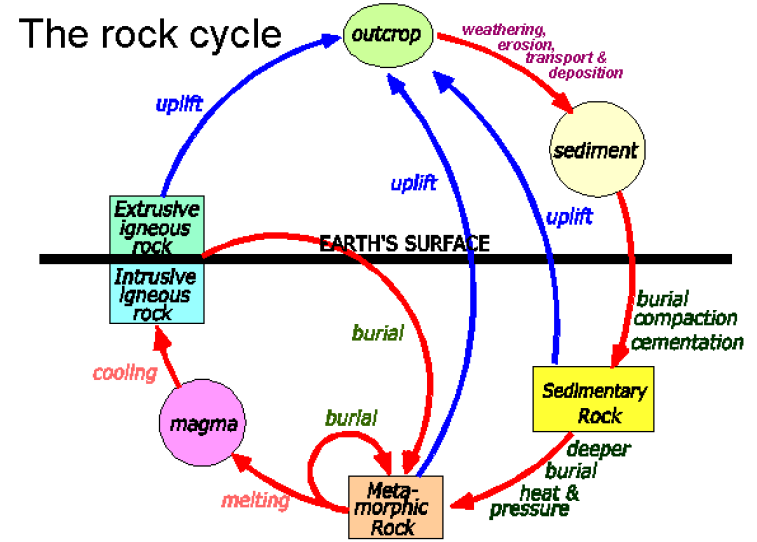 The rock cycle
outcrop
weathering,
erosion,
transport &
deposition
uplift
sediment
uplift
uplift
Extrusive
igneous
rock
EARTH'S SURFACE
Intrusive
igneous
rock
burial
compaction
cementation
burial
cooling
Sedimentary
Rock
magma
burial
deeper
burial
heat &
pressure
melting
Meta-
morphic
Rock